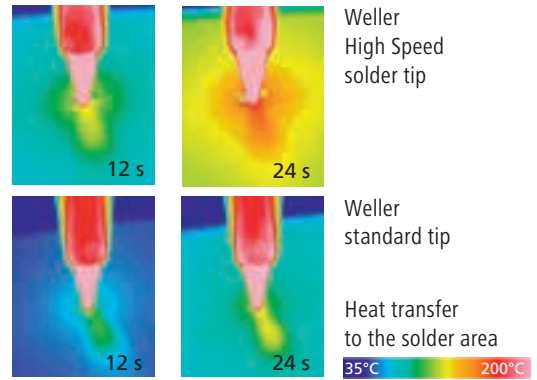 Weller
High Speed
solder tip
12 s
24 s
Weller
standard tip
Heat transfer
to the solder area
12 s
24 s
35°C
200°C